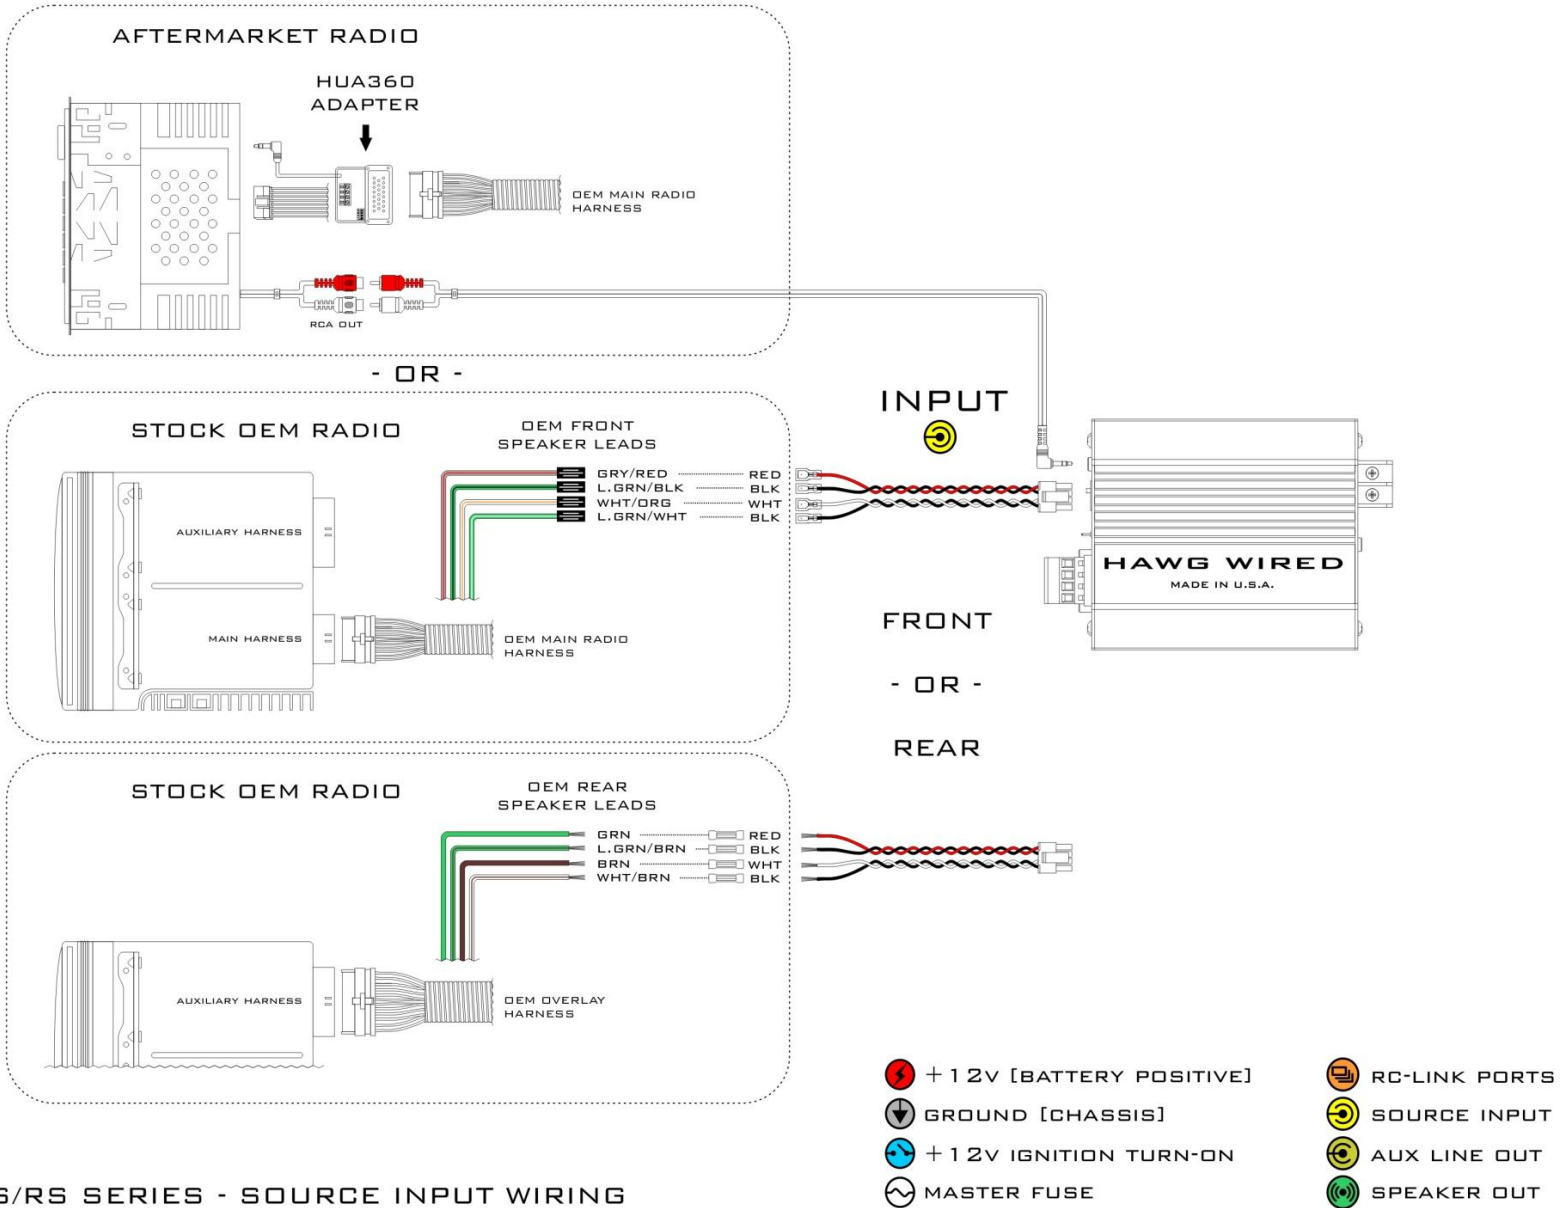 AFTERMARKET RADIO
HUA360
ADAPTER
OEM MAIN RADIO
HARNESS
RCA OUT
- OR -
STOCK OEM RADIO
OEM FRONT
SPEAKER LEADS
GRY/RED RED
L.GRN/BLK BLK
WHT/ORG WHT
L.GRN/WHT BLK
AUXILIARY HARNESS
MAIN HARNESS
OEM MAIN RADIO
HARNESS
INPUT
HAWG WIRED
MADE IN U.S.A.
FRONT
- OR -
REAR
STOCK OEM RADIO
OEM REAR
SPEAKER LEADS
GRN RED
L.GRN/BRN BLK
BRN WHT
WHT/BRN BLK
AUXILIARY HARNESS
OEM OVERLAY
HARNESS
+12V [BATTERY POSITIVE]
GROUND [CHASSIS]
+12V IGNITION TURN-ON
MASTER FUSE
RC-LINK PORTS
SOURCE INPUT
AUX LINE OUT
SPEAKER OUT
S/RS SERIES - SOURCE INPUT WIRING